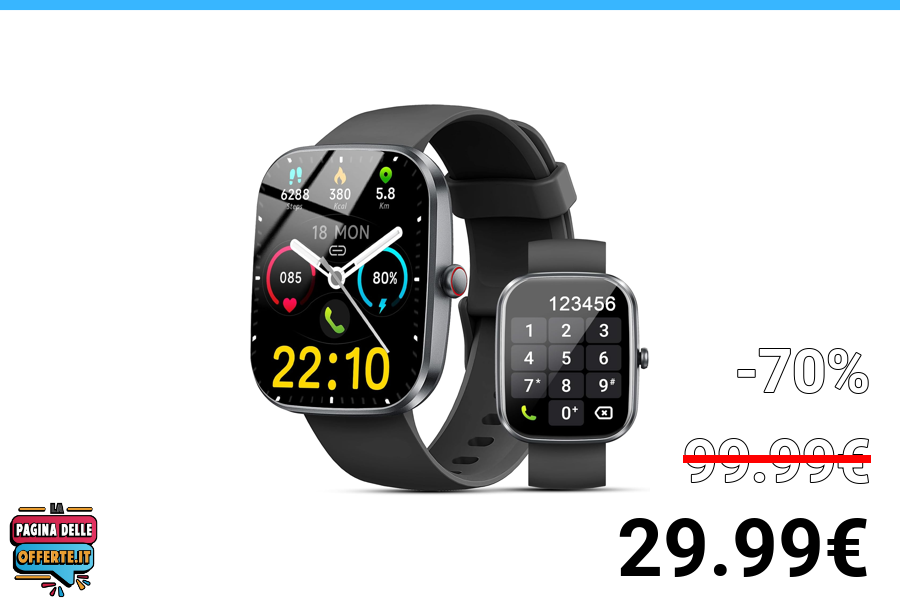 6288
380
5.8
Steps
Kcal
Km
18 MON
085
80%
22:10
123456
1 2 3
4 5 6
7* 8 9#
0+
-70%
99.99€
29.99€
LA
PAGINA DELLE
OFFERTE.IT